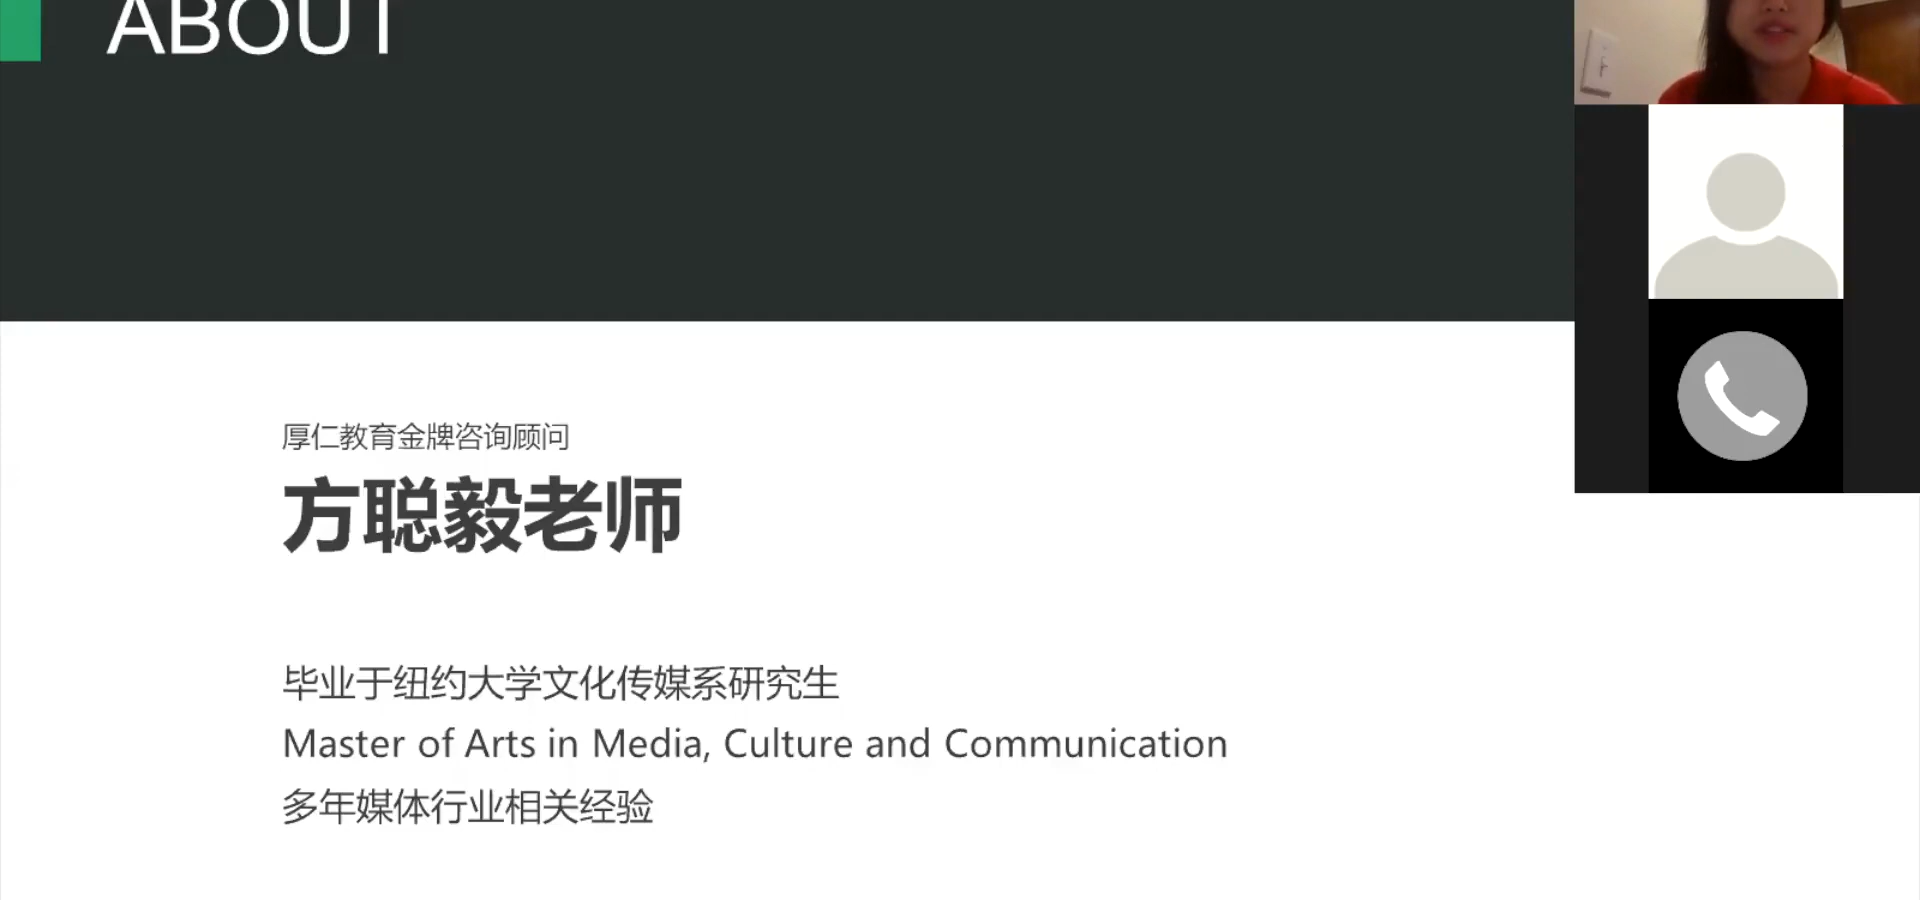 ABOUT
厚仁教育金牌咨询顾问
方聪毅老师
毕业于纽约大学文化传媒系研究生
Master of Arts in Media, Culture and Communication
多年媒体行业相关经验